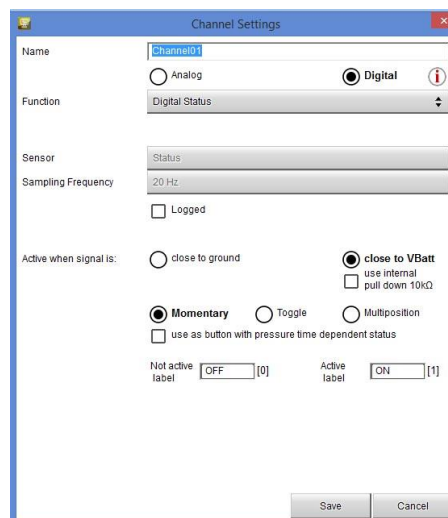 Channel Settings
Name
Channel01
Analog
Digital
i
Function
Digital Status
Sensor
Status
Sampling Frequency
20 Hz
Logged
Active when signal is:
close to ground
close to VBatt
use internal
pull down 10kΩ
Momentary
Toggle
Multiposition
use as button with pressure time dependent status
Not active
label
OFF
[0]
Active
label
ON
[1]
Save
Cancel